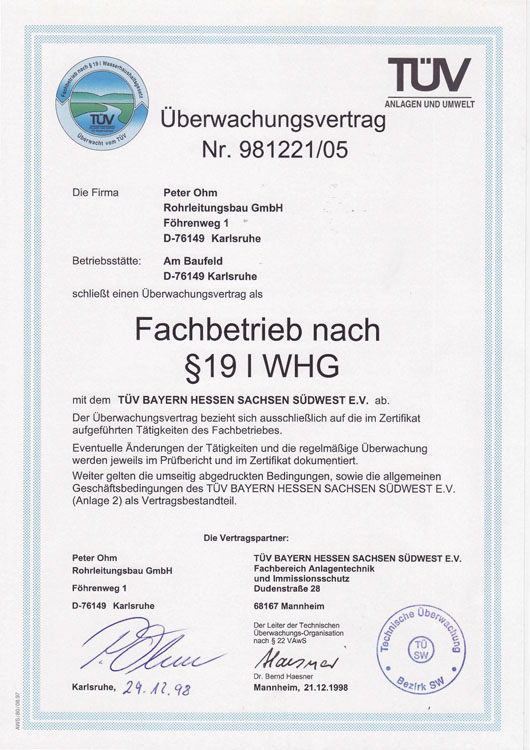 Fachbetrieb nach § 19 l Wasserhaushaltsgesetz
TÜV
Überwacht vom TÜV
TÜV
ANLAGEN UND UMWELT
Überwachungsvertrag
Nr. 981221/05
Die Firma
Peter Ohm
Rohrleitungsbau GmbH
Föhrenweg 1
D-76149 Karlsruhe
Betriebsstätte:
Am Baufeld
D-76149 Karlsruhe
schließt einen Überwachungsvertrag als
Fachbetrieb nach
§19 l WHG
mit dem TÜV BAYERN HESSEN SACHSEN SÜDWEST E.V. ab.
Der Überwachungsvertrag bezieht sich ausschließlich auf die im Zertifikat
aufgeführten Tätigkeiten des Fachbetriebes.
Eventuelle Änderungen der Tätigkeiten und die regelmäßige Überwachung
werden jeweils im Prüfbericht und im Zertifikat dokumentiert.
Weiter gelten die umseitig abgedruckten Bedingungen, sowie die allgemeinen
Geschäftsbedingungen des TÜV BAYERN HESSEN SACHSEN SÜDWEST E.V.
(Anlage 2) als Vertragsbestandteil.
Die Vertragspartner:
Peter Ohm
Rohrleitungsbau GmbH
Föhrenweg 1
D-76149 Karlsruhe
TÜV BAYERN HESSEN SACHSEN SÜDWEST E.V.
Fachbereich Anlagentechnik
und Immissionsschutz
Dudenstraße 28
68167 Mannheim
Der Leiter der Technischen
Überwachungs-Organisation
nach § 22 VAwS
P. Ohm
Haesner
Dr. Bernd Haesner
Karlsruhe, 29.12.98
Mannheim, 21.12.1998
Technische Überwachung
TÜ
SW
Bezirk SW